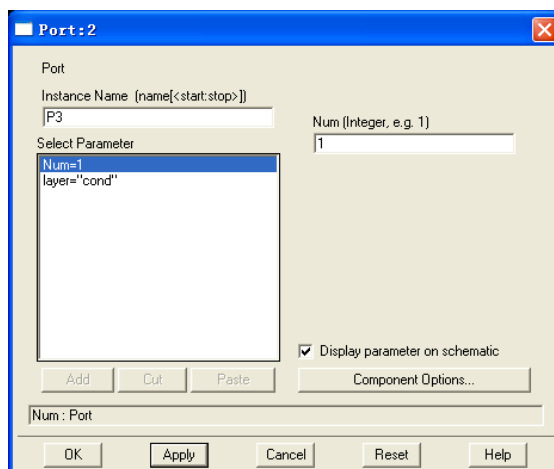 Port:2
Port
Instance Name (name[<start:stop>])
P3
Num (Integer, e.g. 1)
1
Select Parameter
Num=1
layer="cond"
Display parameter on schematic
Add
Cut
Paste
Component Options...
Num : Port
OK
Apply
Cancel
Reset
Help